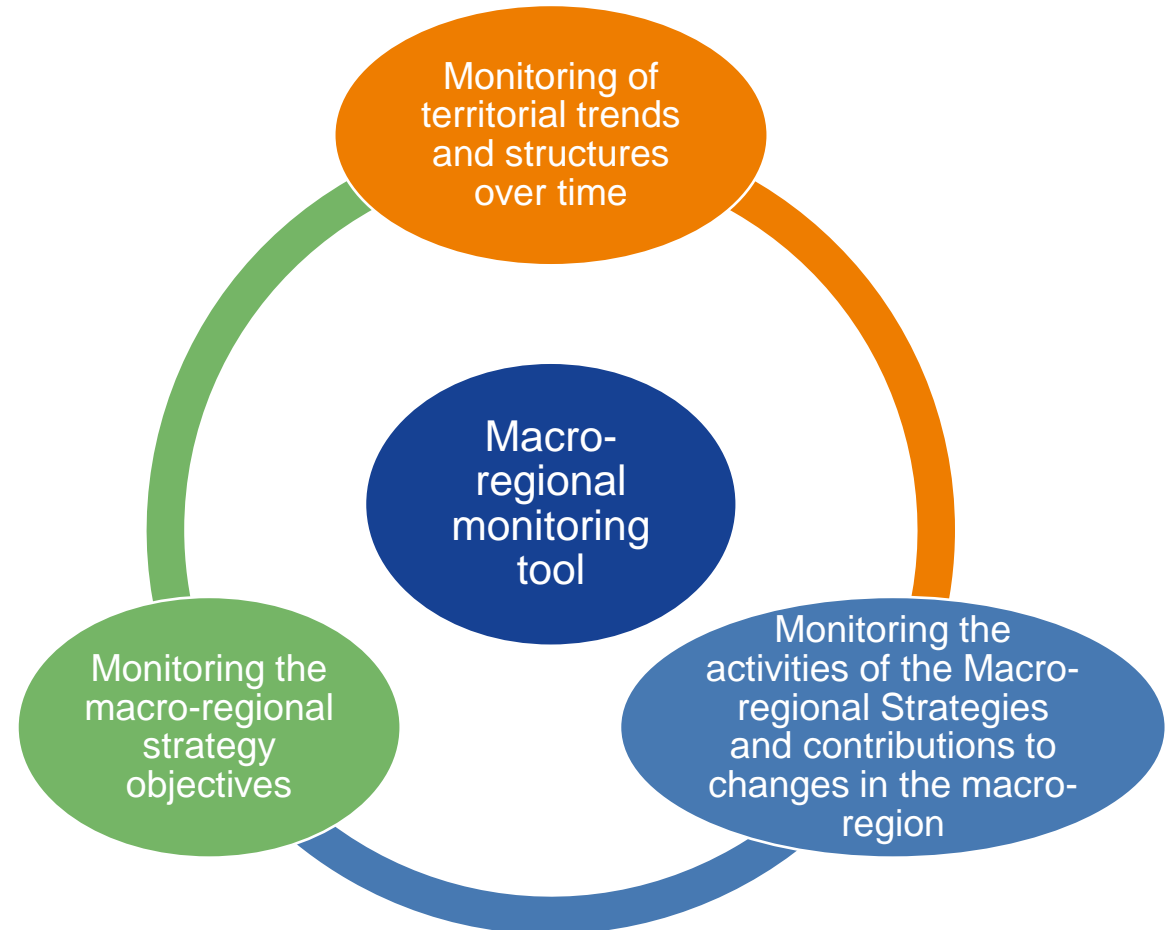 Monitoring of
territorial trends
and structures
over time
Macro-
regional
monitoring
tool
Monitoring the
macro-regional
strategy
objectives
Monitoring the
activities of the Macro-
regional Strategies
and contributions to
changes in the macro-
region